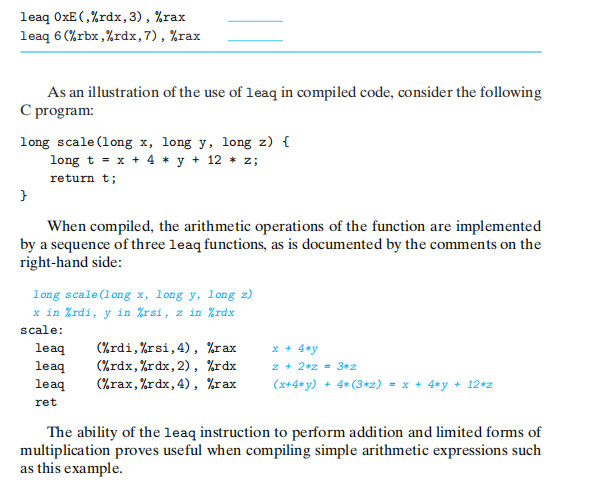 leaq 0xE(,%rdx,3), %rax
leaq 6(%rbx,%rdx,7), %rax
As an illustration of the use of leaq in compiled code, consider the following
C program:
long scale(long x, long y, long z) {
long t = x + 4 * y + 12 * z;
return t;
}
When compiled, the arithmetic operations of the function are implemented
by a sequence of three leaq functions, as is documented by the comments on the
right-hand side:
long scale(long x, long y, long z)
x in %rdi, y in %rsi, z in %rdx
scale:
leaq (%rdi,%rsi,4), %rax x + 4*y
leaq (%rdx,%rdx,2), %rdx z + 2*z = 3*z
leaq (%rax,%rdx,4), %rax (x+4*y) + 4*(3*z) = x + 4*y + 12*z
ret
The ability of the leaq instruction to perform addition and limited forms of
multiplication proves useful when compiling simple arithmetic expressions such
as this example.